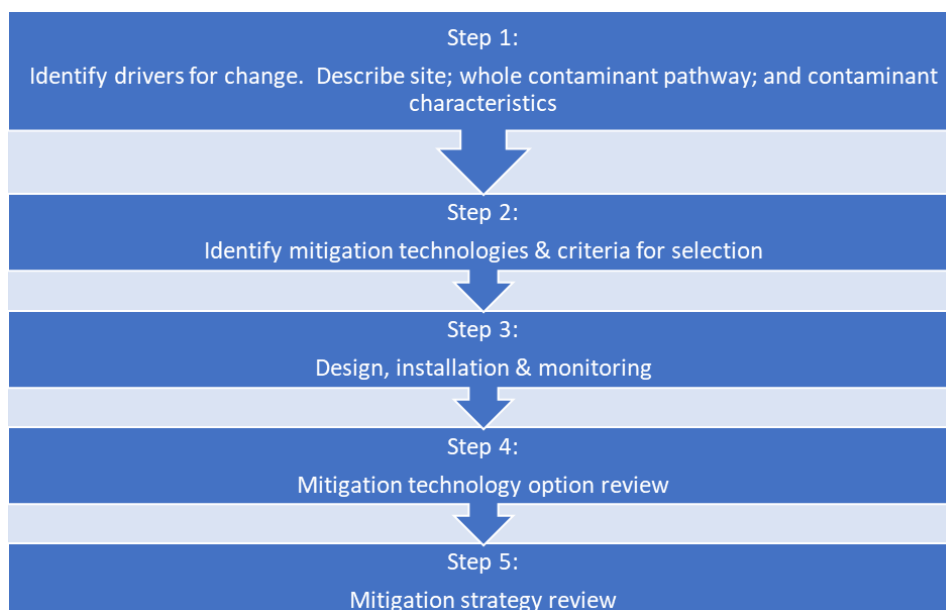 Step 1:
Identify drivers for change.  Describe site; whole contaminant pathway; and contaminant
characteristics
Step 2:
Identify mitigation technologies & criteria for selection
Step 3:
Design, installation & monitoring
Step 4:
Mitigation technology option review
Step 5:
Mitigation strategy review